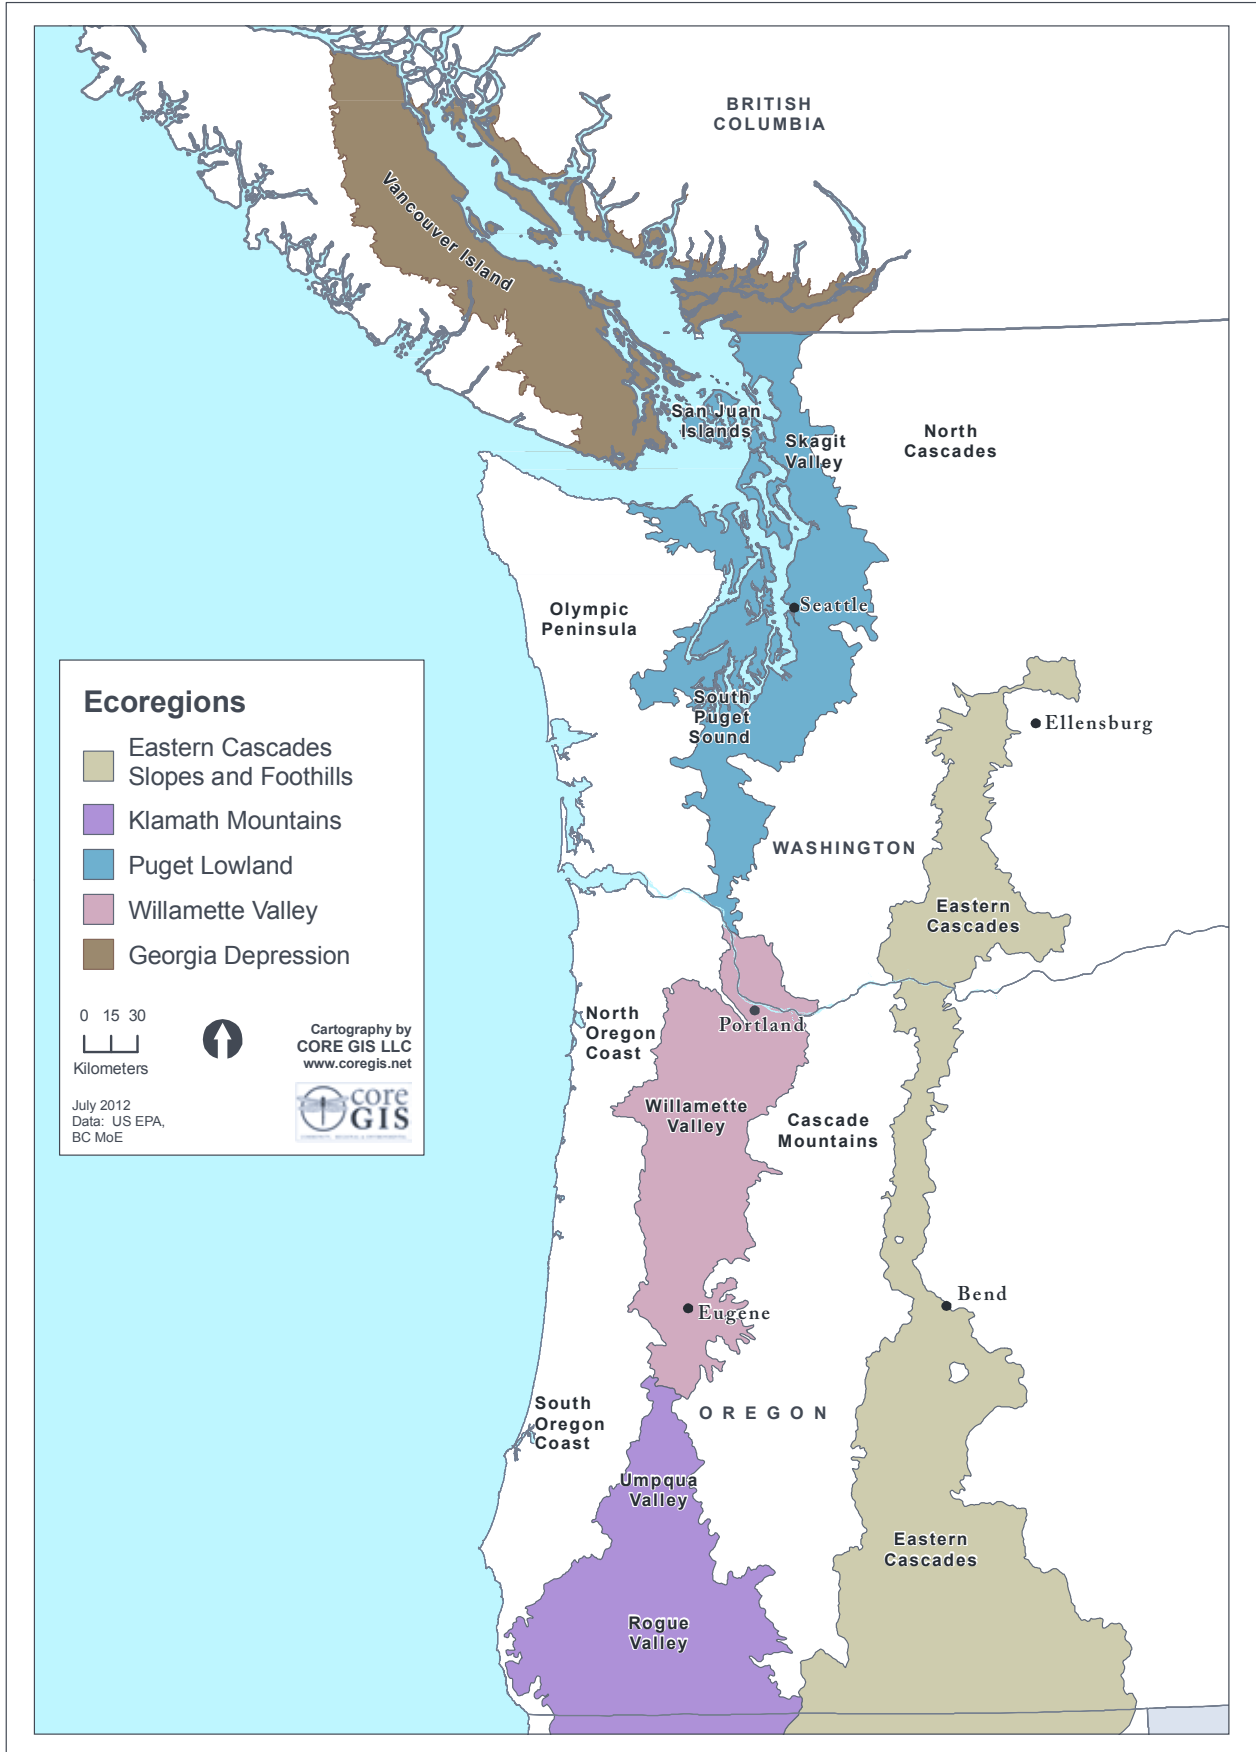 BRITISH
COLUMBIA
Vancouver Island
San Juan
Islands
Skagit
Valley
North
Cascades
Seattle
Olympic
Peninsula
South
Puget
Sound
Ellensburg
WASHINGTON
Eastern
Cascades
Ecoregions
Eastern Cascades
Slopes and Foothills
Klamath Mountains
Puget Lowland
Willamette Valley
Georgia Depression
0 15 30
Kilometers
Cartography by
CORE GIS LLC
www.coregis.net
July 2012
Data: US EPA,
BC MoE
core
GIS
North
Oregon
Coast
Portland
Willamette
Valley
Cascade
Mountains
Bend
Eugene
South
Oregon
Coast
OREGON
Umpqua
Valley
Eastern
Cascades
Rogue
Valley